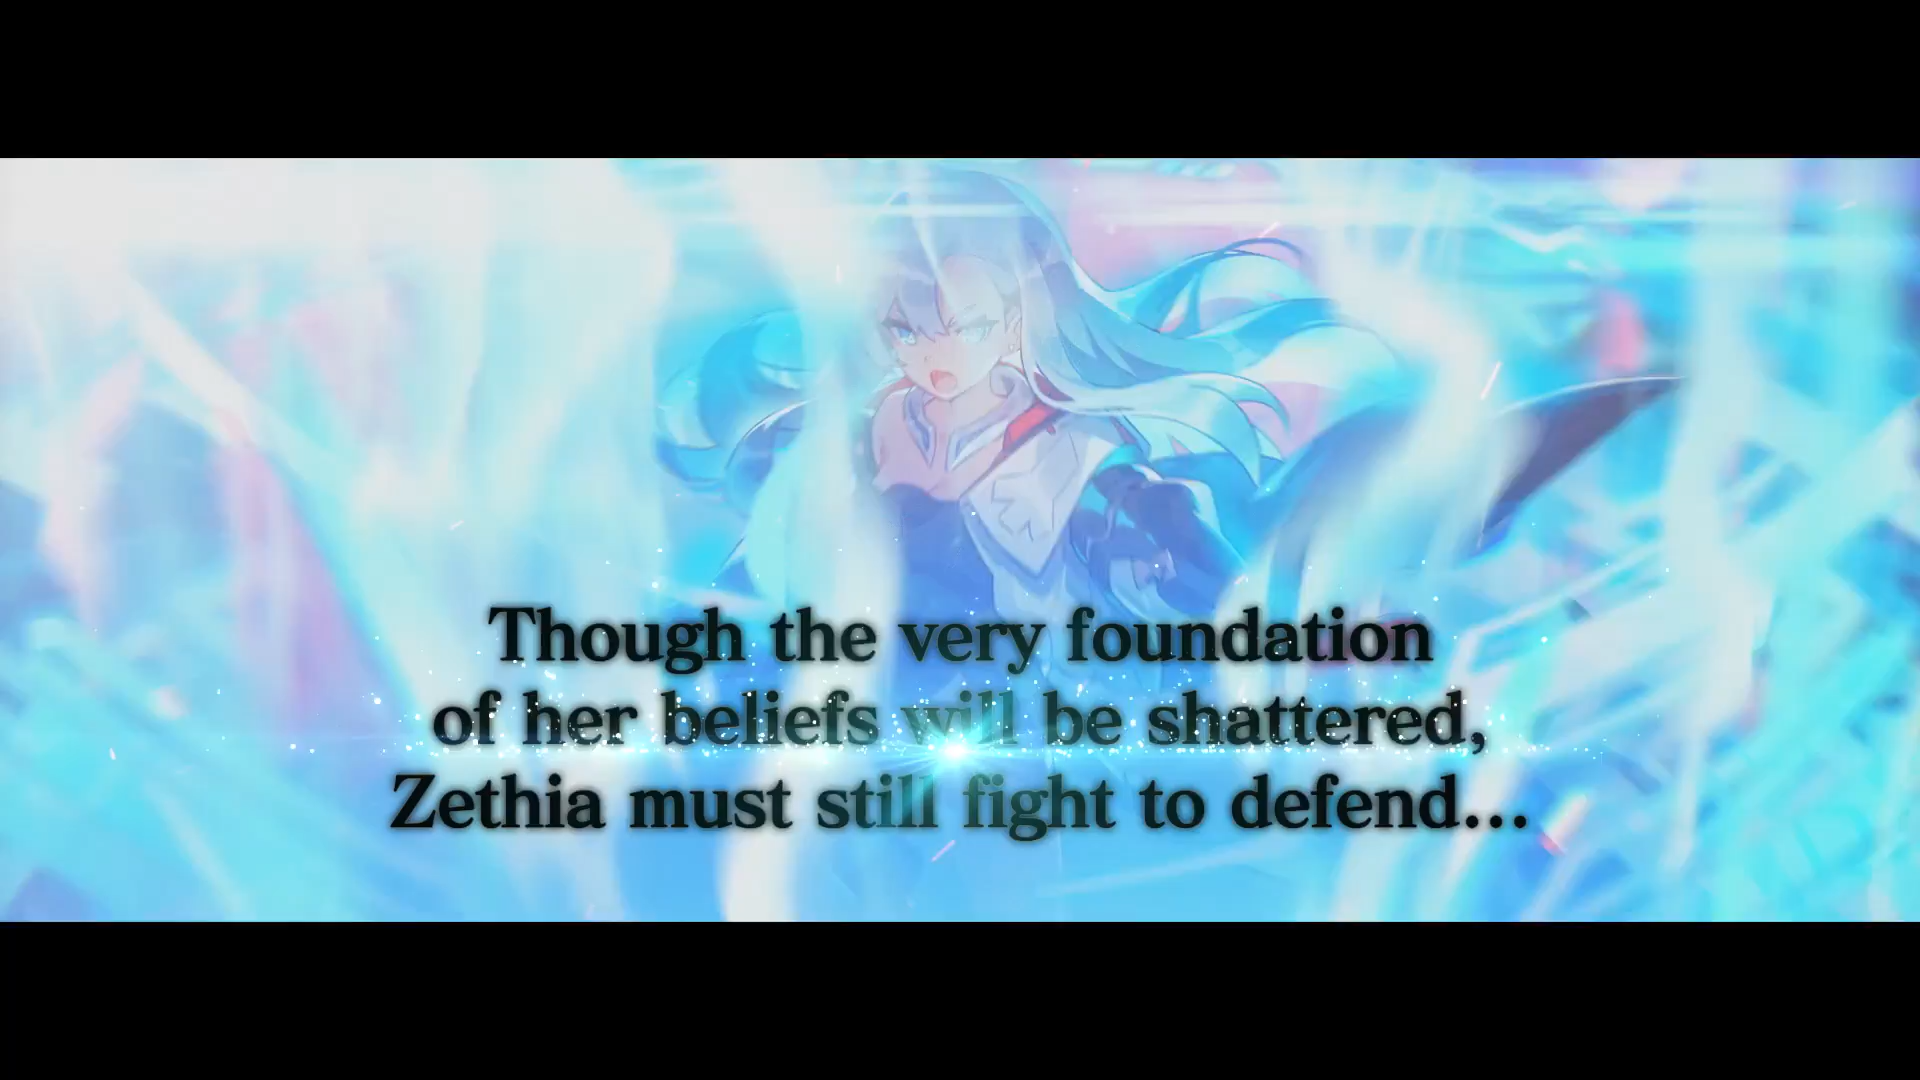 Though the very foundation
of her beliefs will be shattered,
Zethia must still fight to defend...